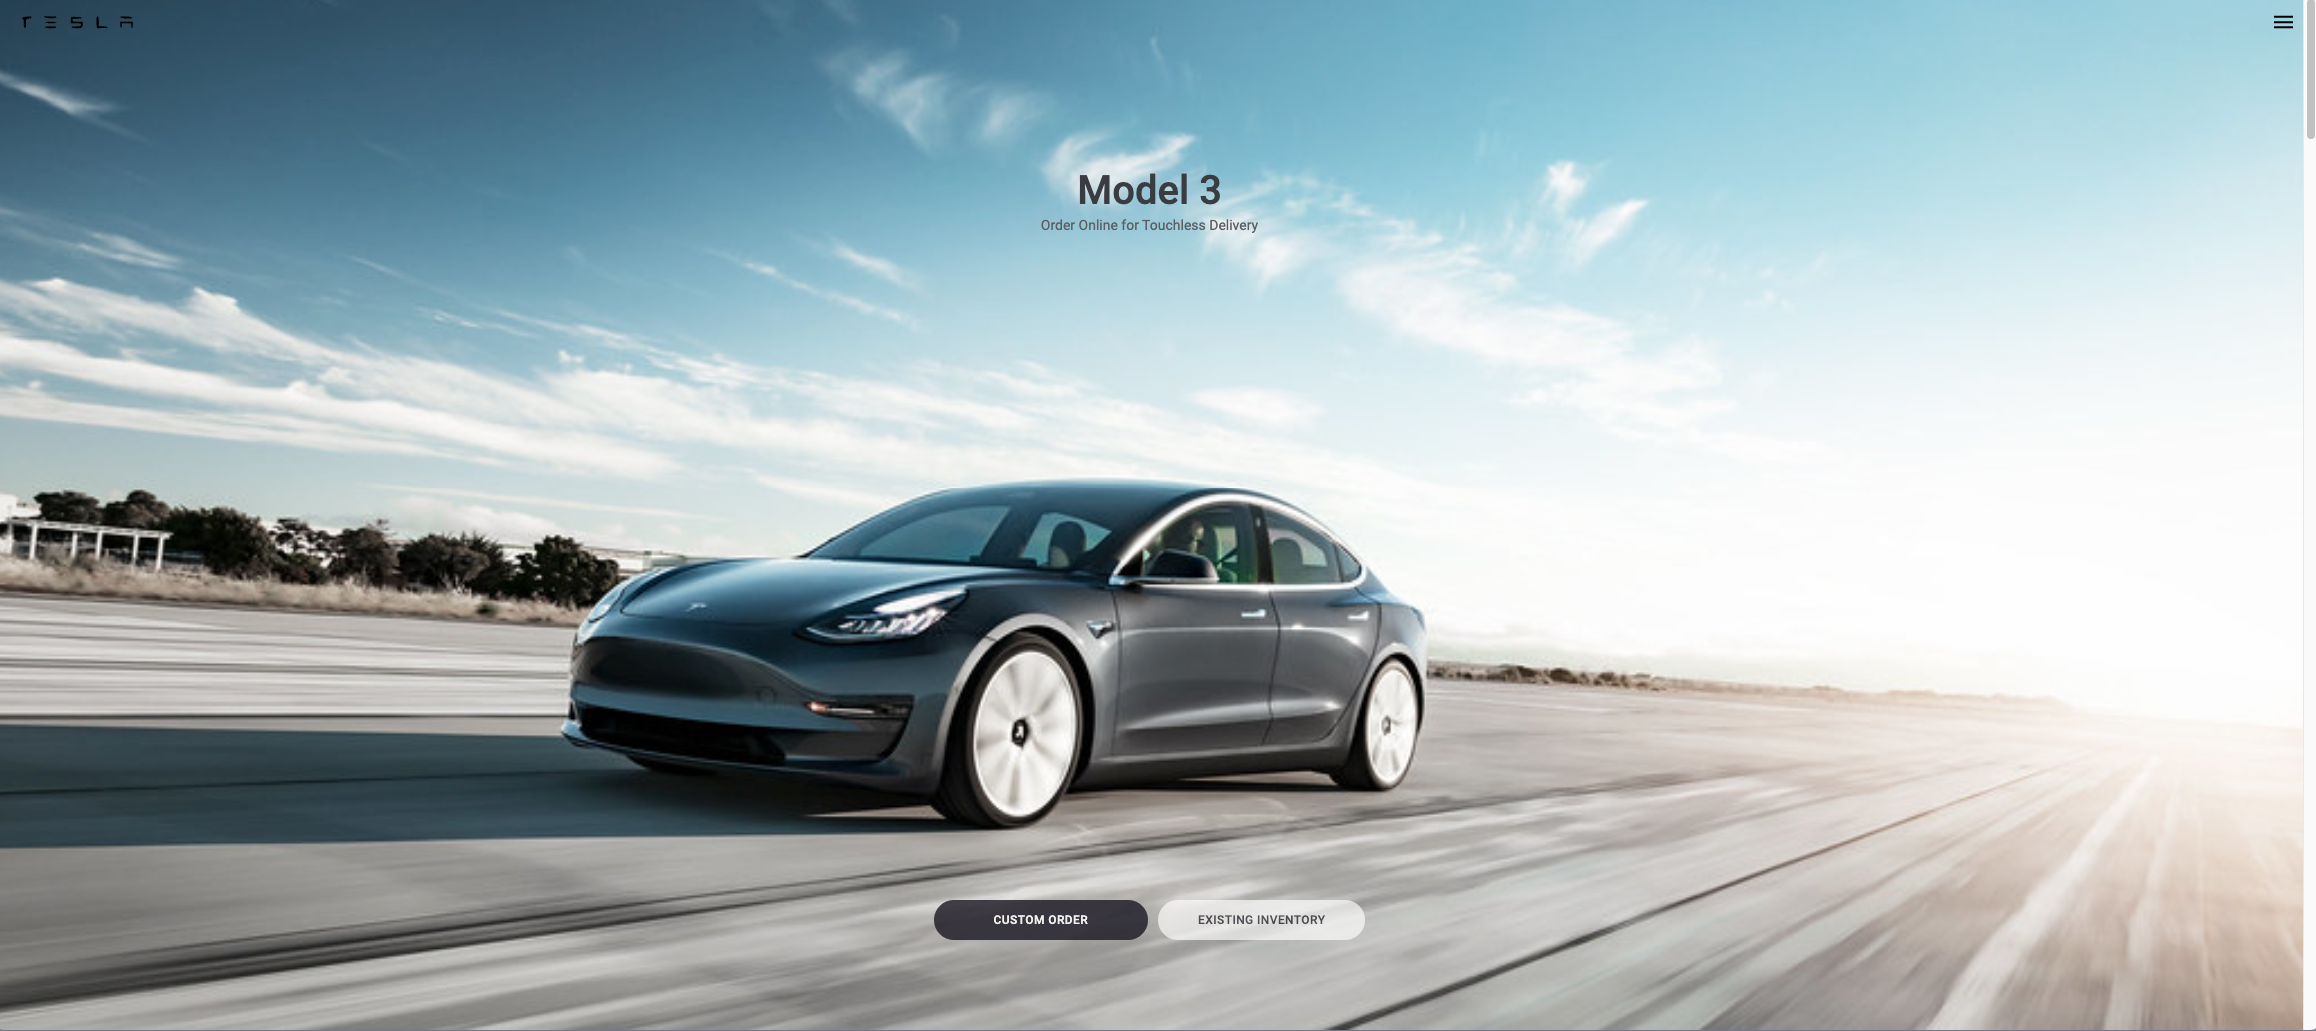 TESLA
Model 3
Order Online for Touchless Delivery
CUSTOM ORDER
EXISTING INVENTORY